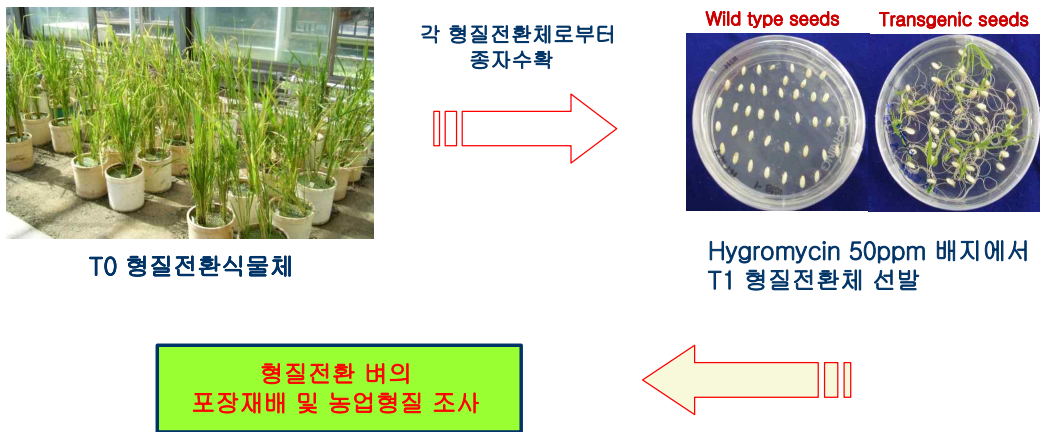 각 형질전환체로부터
종자수확
Wild type seeds
Transgenic seeds
T0 형질전환식물체
Hygromycin 50ppm 배지에서
T1 형질전환체 선발
형질전환 벼의
포장재배 및 농업형질 조사